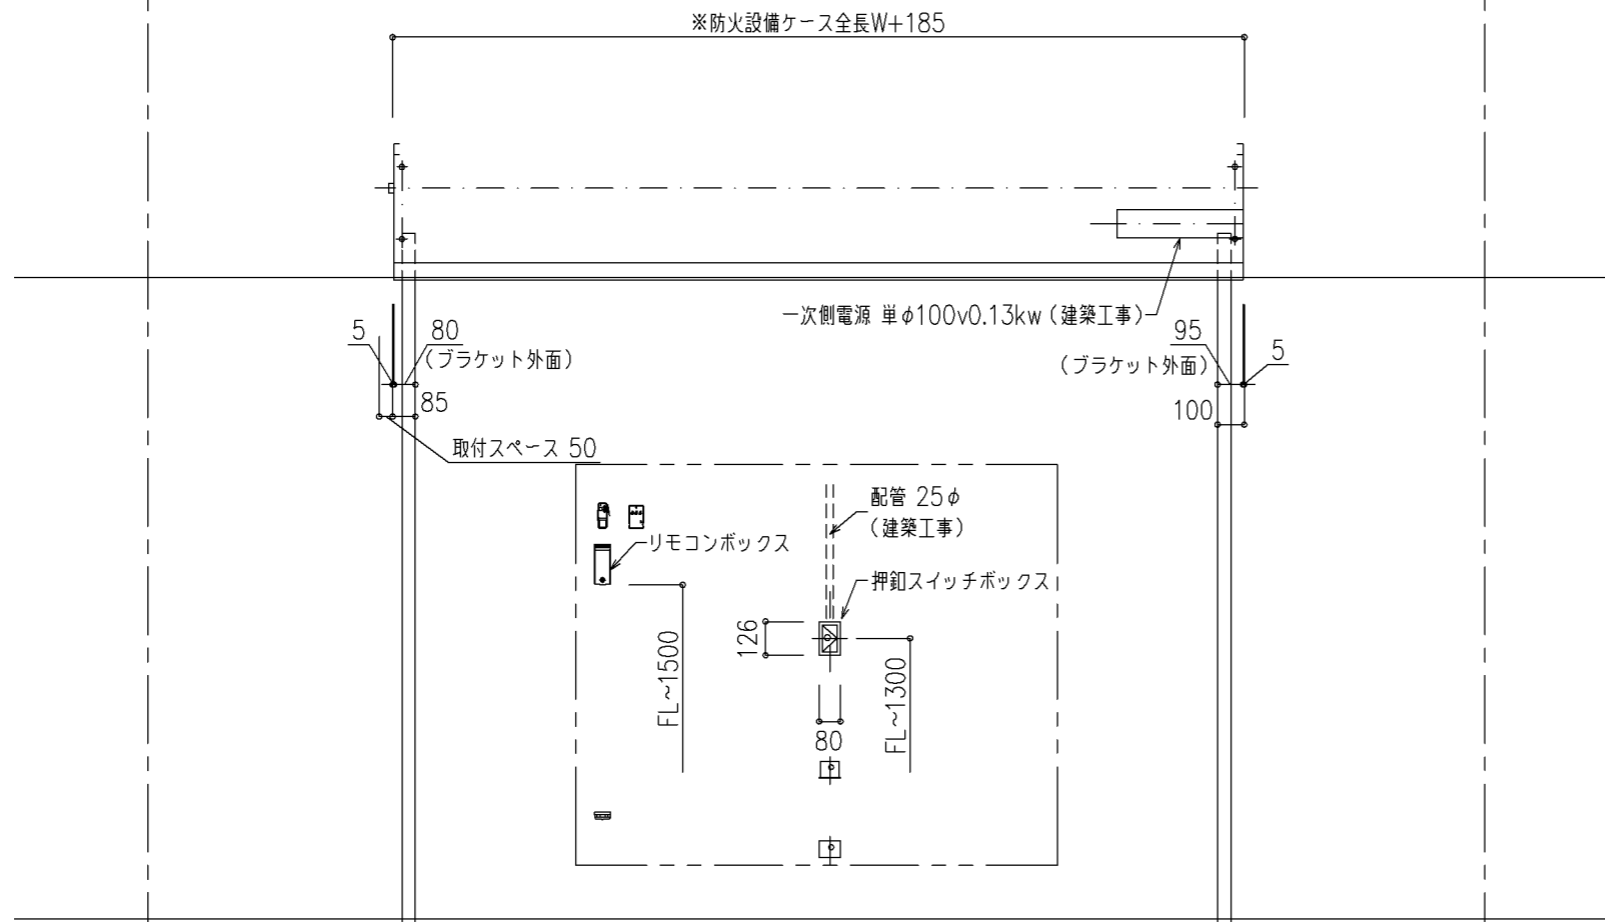 ※防火設備ケース全長W+185
一次側電源 単φ100v0.13kw（建築工事）
5
80
（ブラケット外面）
85
取付スペース 50
95
（ブラケット外面）
5
100
配管 25φ
（建築工事）
リモコンボックス
押釦スイッチボックス
126
FL~1500
FL~1300
80